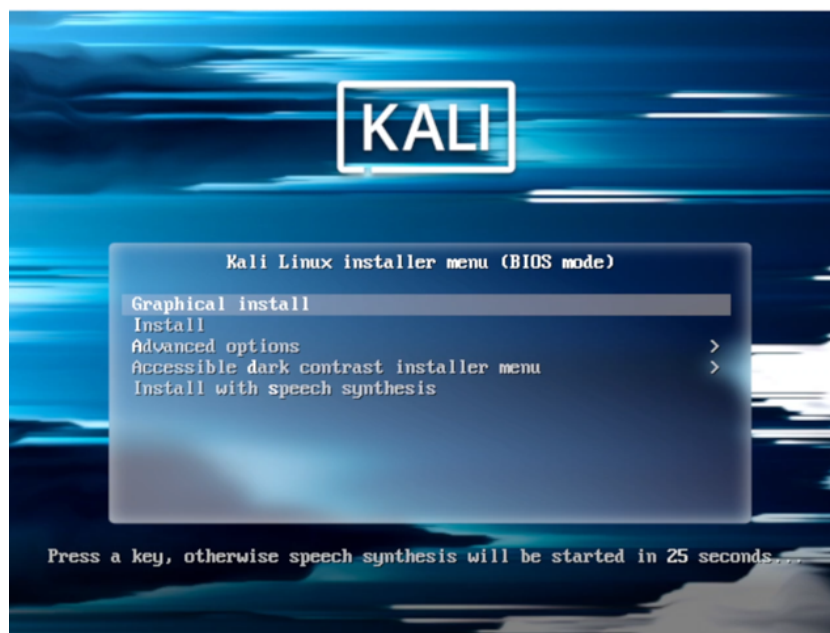 KALI
Kali Linux installer menu (BIOS mode)
Graphical install
Install
Advanced options >
Accessible dark contrast installer menu >
Install with speech synthesis
Press a key, otherwise speech synthesis will be started in 25 seconds...